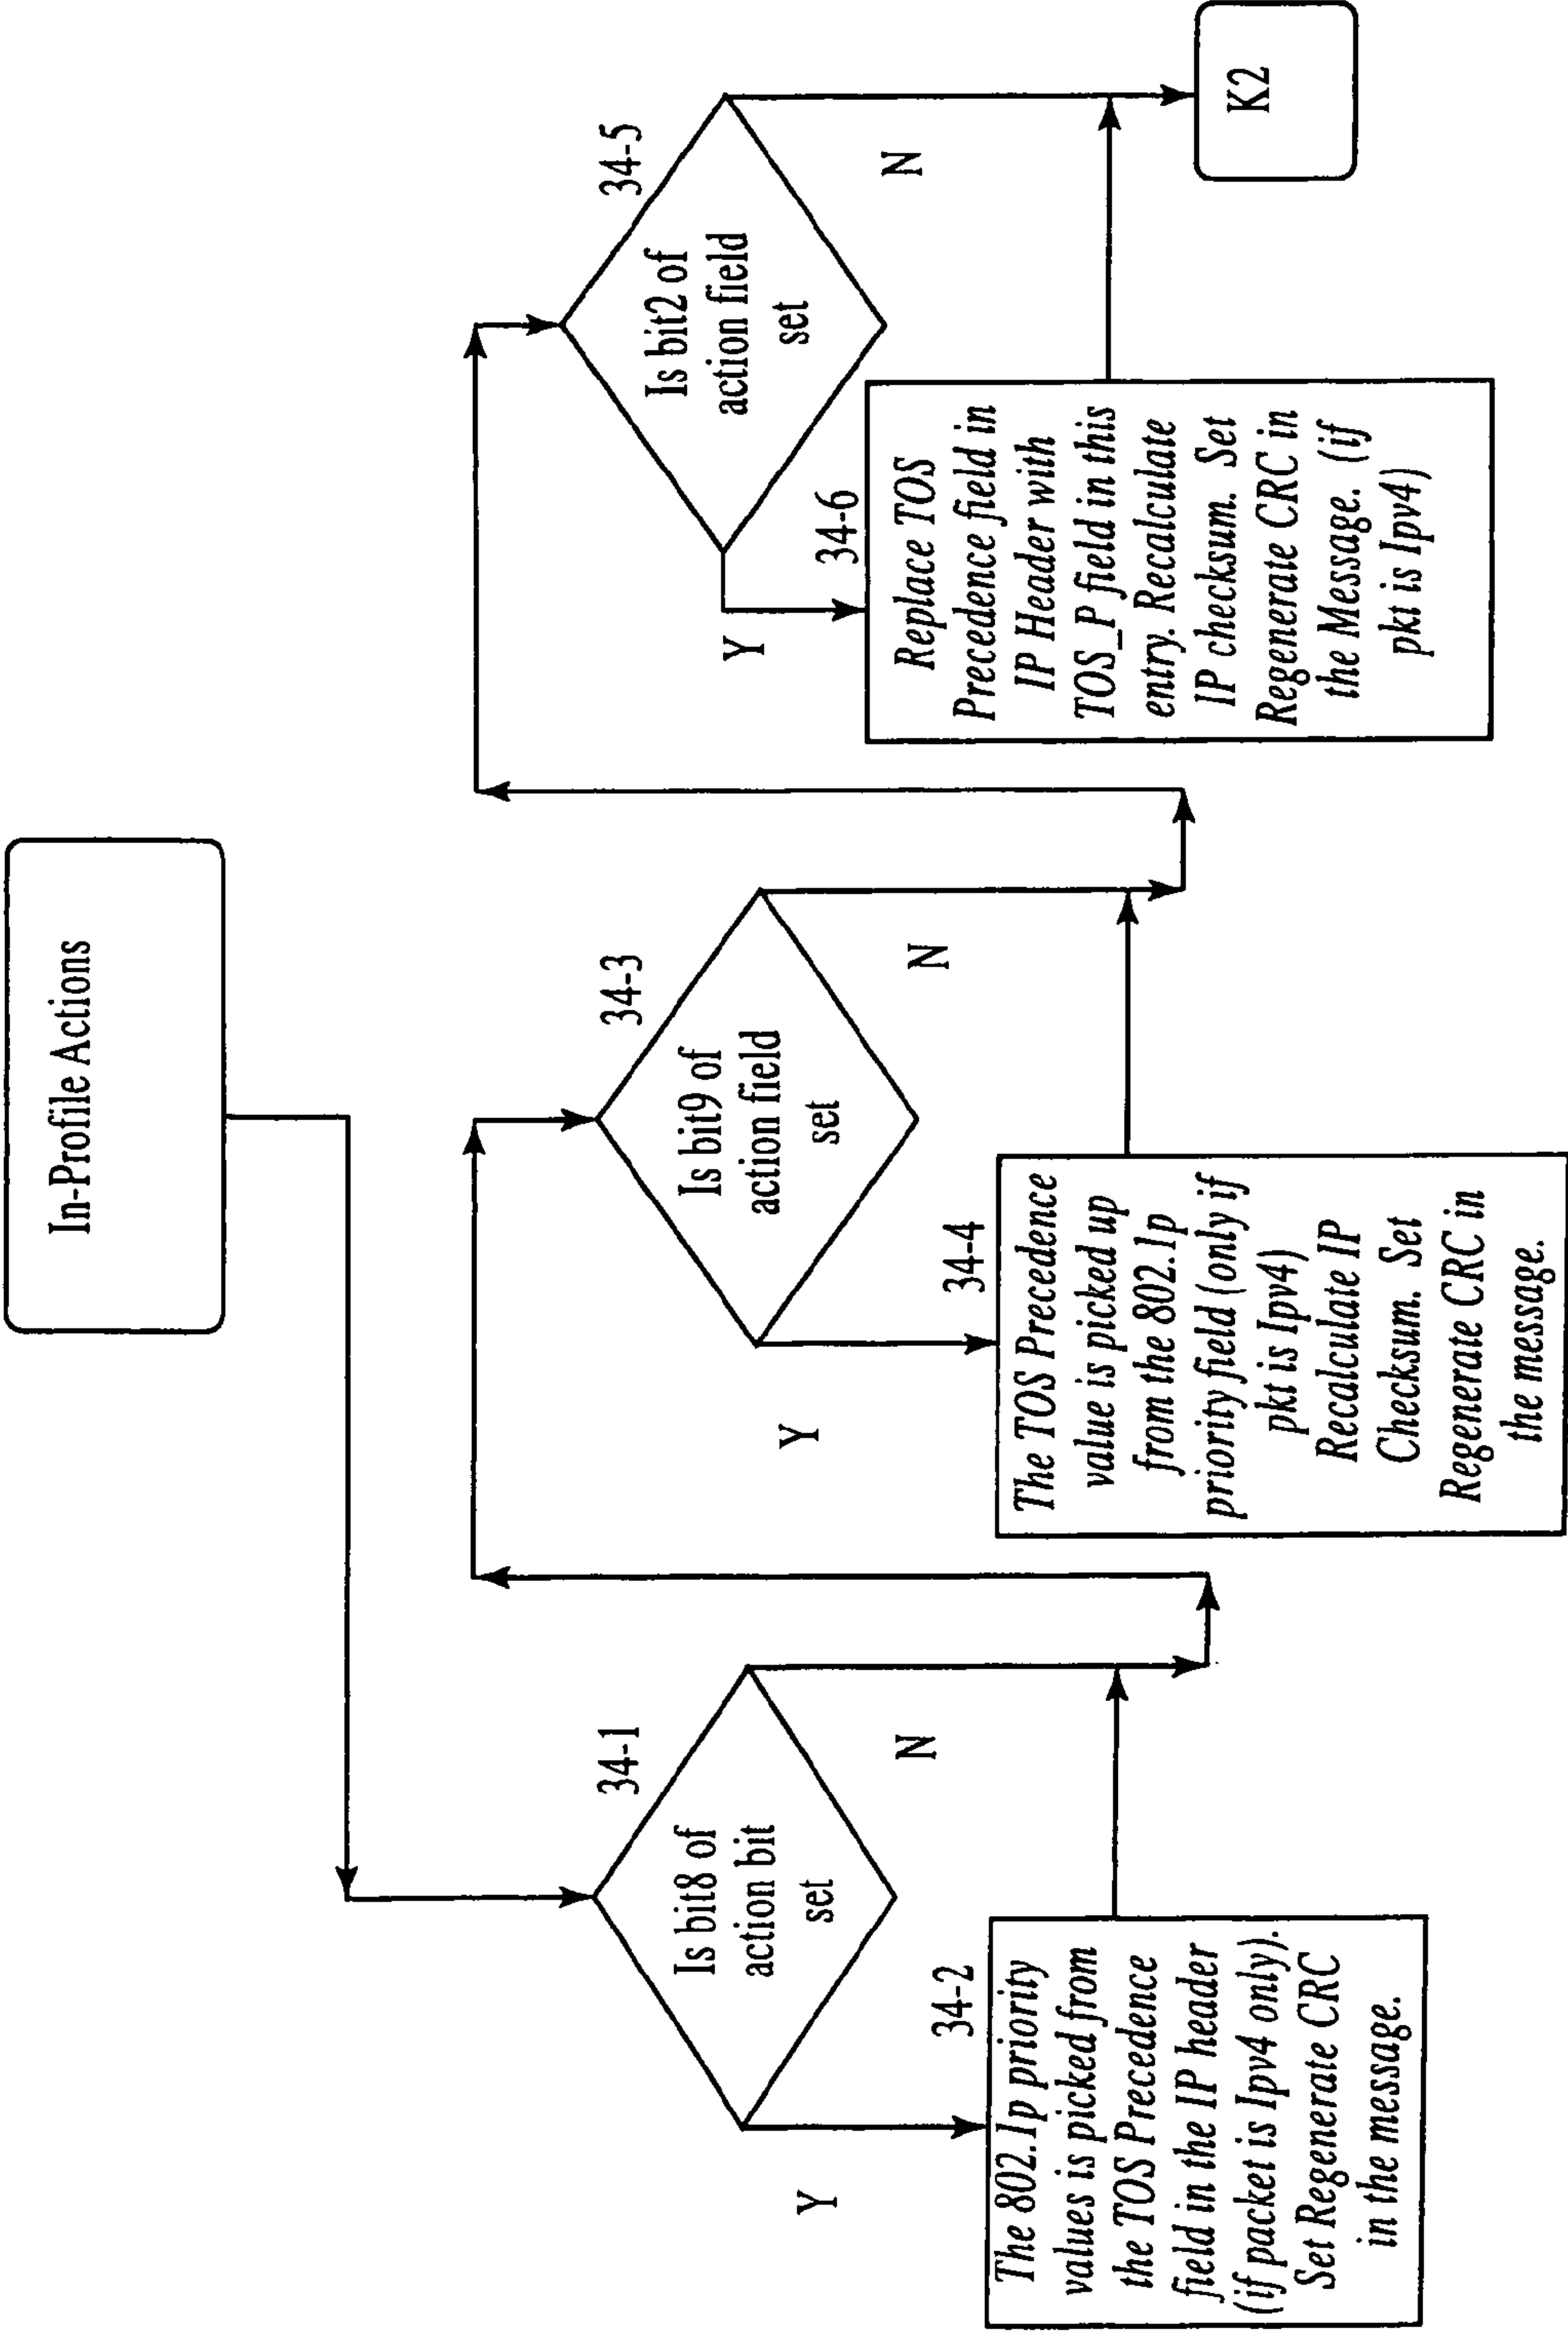 In-Profile Actions
34-1
Is bit8 of
action bit
set
Y
N
34-2
The 802.1p priority
values is picked from
the TOS Precedence
field in the IP header
(if packet is Ipv4 only).
Set Regenerate CRC
in the message.
34-3
Is bit9 of
action field
set
Y
N
34-4
The TOS Precedence
value is picked up
from the 802.1p
priority field (only if
pkt is Ipv4)
Recalculate IP
Checksum. Set
Regenerate CRC in
the message.
34-5
Is bit2 of
action field
set
Y
N
34-6
Replace TOS
Precedence field in
IP Header with
TOS_P field in this
entry. Recalculate
IP checksum. Set
Regenerate CRC in
the Message. (if
pkt is Ipv4)
K2